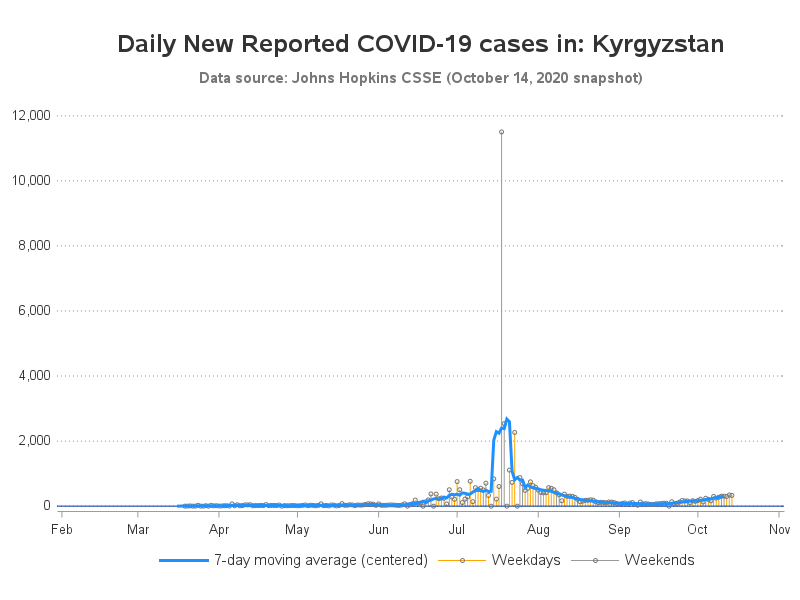 Daily New Reported COVID-19 cases in: Kyrgyzstan
Data source: Johns Hopkins CSSE (October 14, 2020 snapshot)
12,000
10,000
8,000
6,000
4,000
2,000
0
Feb Mar Apr May Jun Jul Aug Sep Oct Nov
7-day moving average (centered) Weekdays Weekends